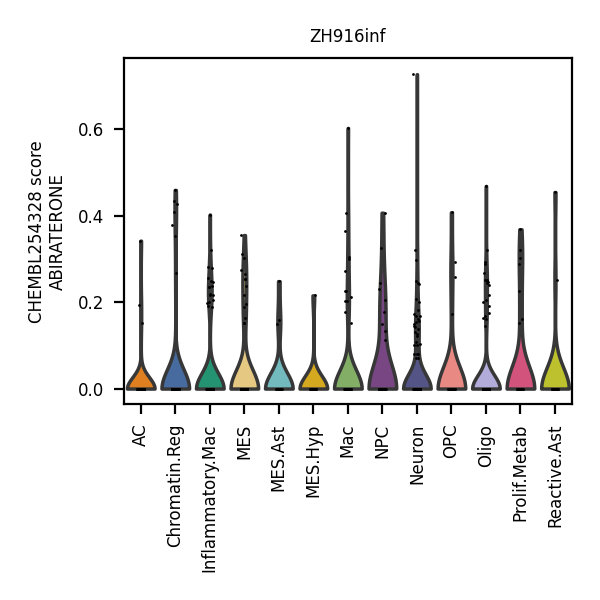 ZH916inf
CHEMBL254328 score
ABIRATERONE
0.6
0.4
0.2
0.0
AC
Chromatin.Reg
Inflammatory.Mac
MES
MES.Ast
MES.Hyp
Mac
NPC
Neuron
OPC
Oligo
Prolif.Metab
Reactive.Ast